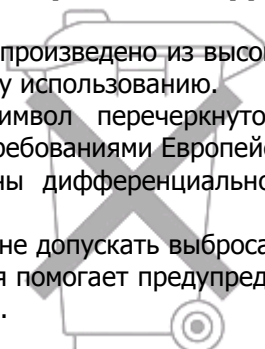 произведено из высо
у использованию.
имвол перечеркнуто
ребованиями Европей
ны дифференциально
не допускать выброса
я помогает предупред
.